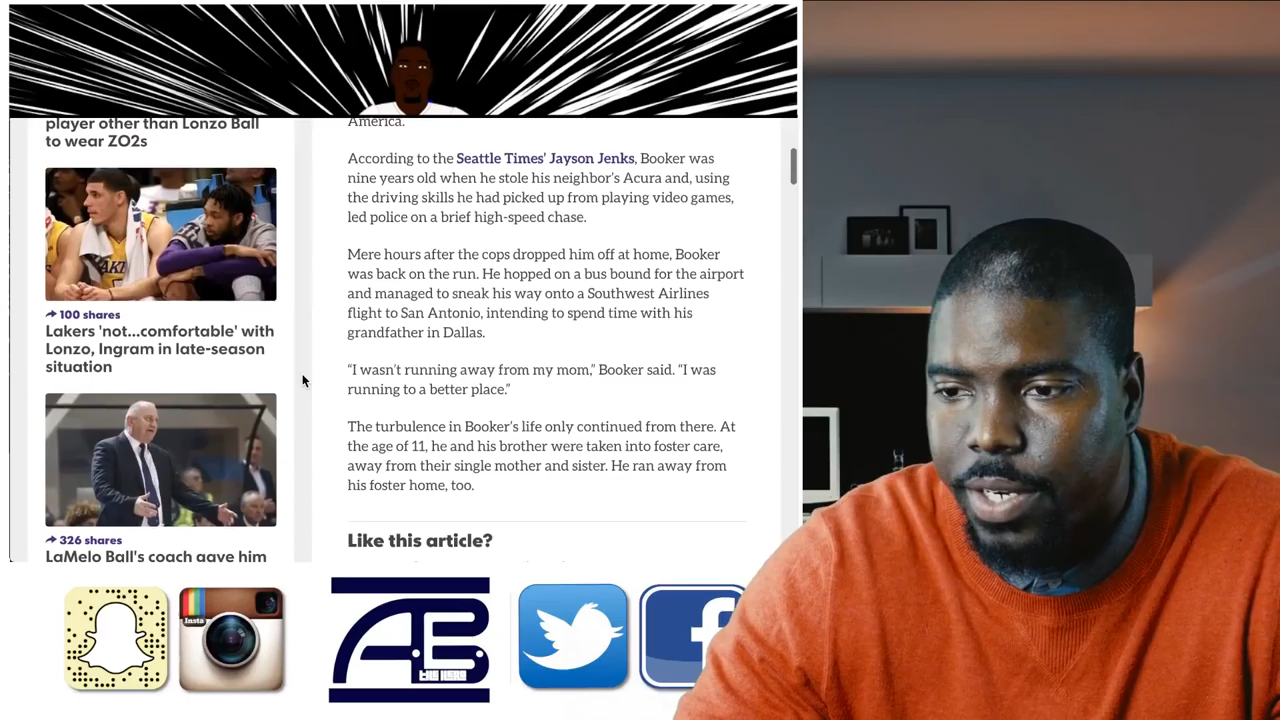 player other than Lonzo Ball
to wear ZO2s
100 shares
Lakers 'not...comfortable' with
Lonzo, Ingram in late-season
situation
326 shares
LaMelo Ball's coach gave him
America.
According to the Seattle Times' Jayson Jenks, Booker was
nine years old when he stole his neighbor's Acura and, using
the driving skills he had picked up from playing video games,
led police on a brief high-speed chase.
Mere hours after the cops dropped him off at home, Booker
was back on the run. He hopped on a bus bound for the airport
and managed to sneak his way onto a Southwest Airlines
flight to San Antonio, intending to spend time with his
grandfather in Dallas.
“I wasn't running away from my mom,” Booker said. “I was
running to a better place.”
The turbulence in Booker's life only continued from there. At
the age of 11, he and his brother were taken into foster care,
away from their single mother and sister. He ran away from
his foster home, too.
Like this article?
Insta
AB
THE HERO
f